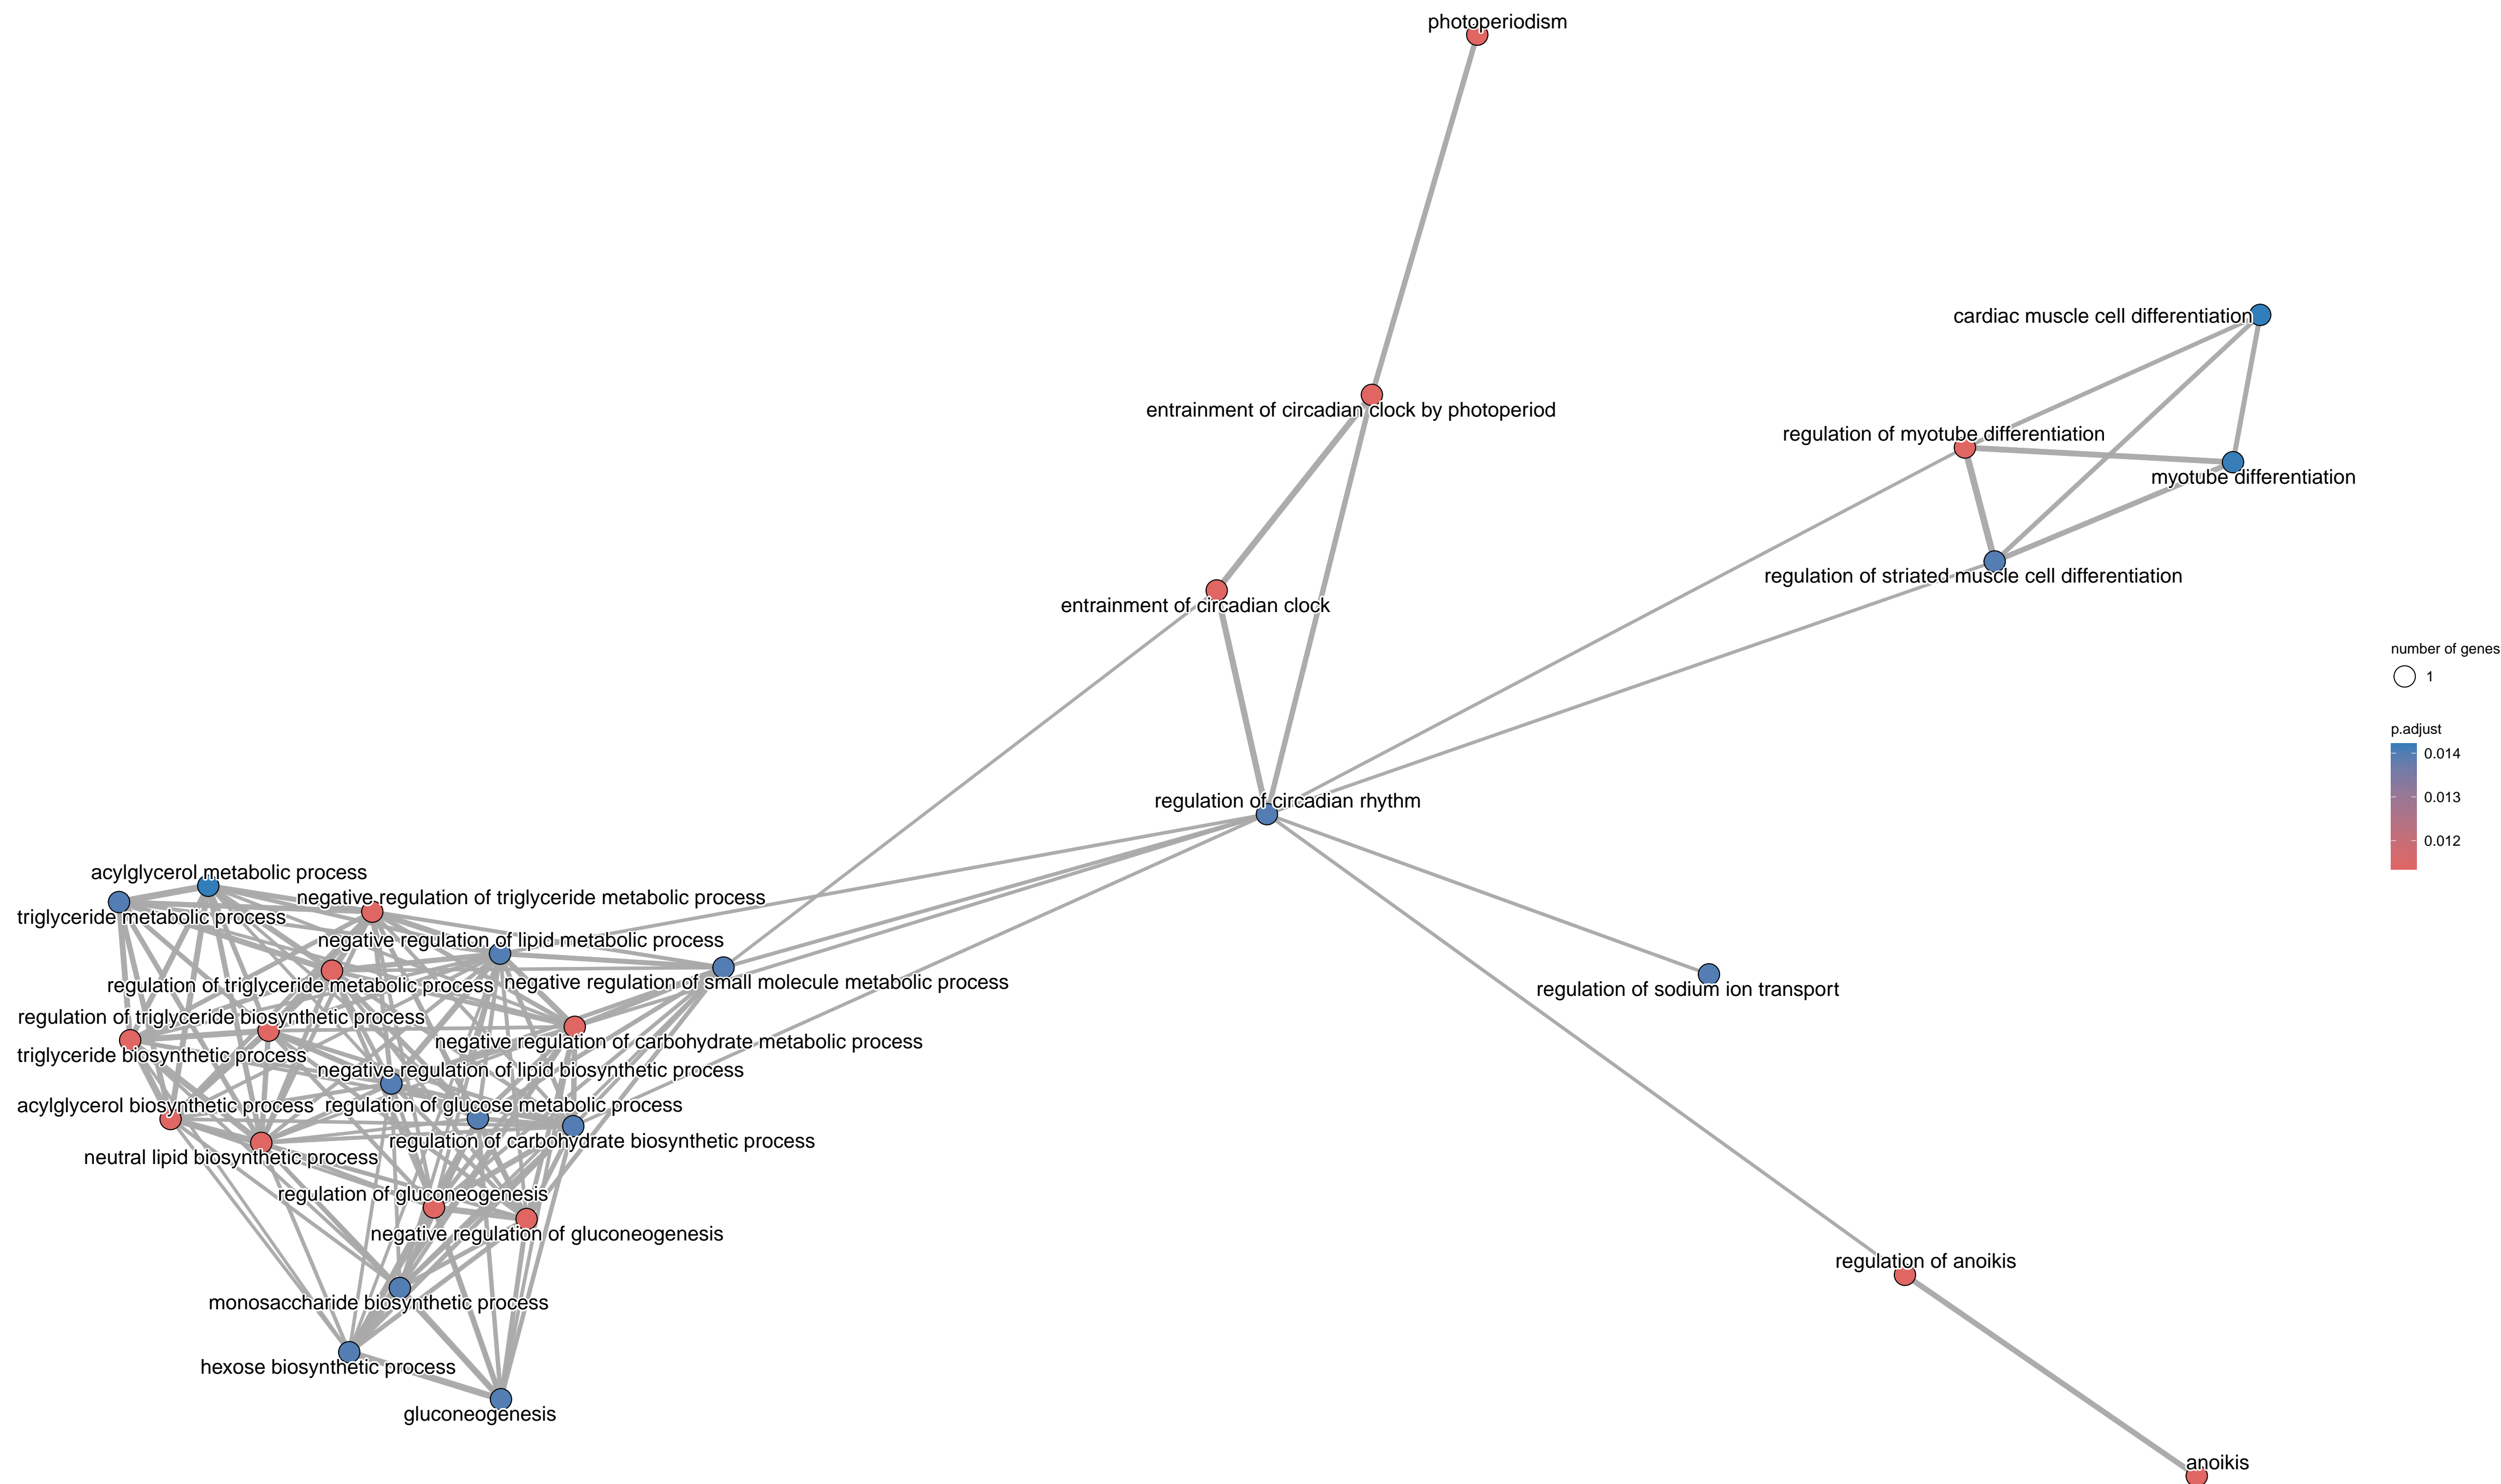 photoperiodism
cardiac muscle cell differentiation
entrainment of circadian clock by photoperiod
regulation of myotube differentiation
myotube differentiation
regulation of striated muscle cell differentiation
entrainment of circadian clock
number of genes
1
p.adjust
0.014
0.013
0.012
regulation of circadian rhythm
acylglycerol metabolic process
negative regulation of triglyceride metabolic process
triglyceride metabolic process
negative regulation of lipid metabolic process
negative regulation of small molecule metabolic process
regulation of triglyceride metabolic process
regulation of sodium ion transport
regulation of triglyceride biosynthetic process
negative regulation of carbohydrate metabolic process
triglyceride biosynthetic process
negative regulation of lipid biosynthetic process
acylglycerol biosynthetic process
regulation of glucose metabolic process
regulation of carbohydrate biosynthetic process
neutral lipid biosynthetic process
regulation of gluconeogenesis
negative regulation of gluconeogenesis
regulation of anoikis
monosaccharide biosynthetic process
hexose biosynthetic process
gluconeogenesis
anoikis